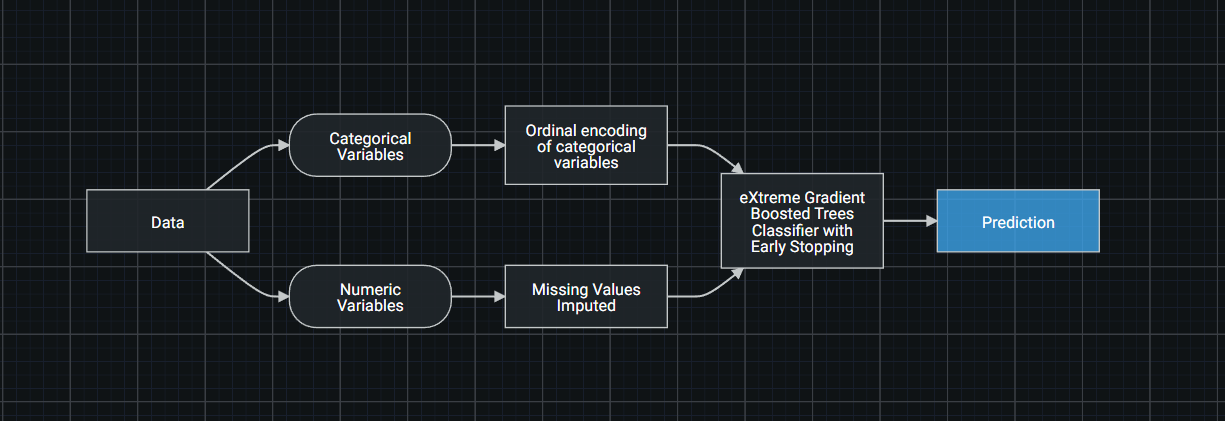 Categorical
Variables
Ordinal encoding
of categorical
variables
Data
eXtreme Gradient
Boosted Trees
Classifier with
Early Stopping
Prediction
Numeric
Variables
Missing Values
Imputed